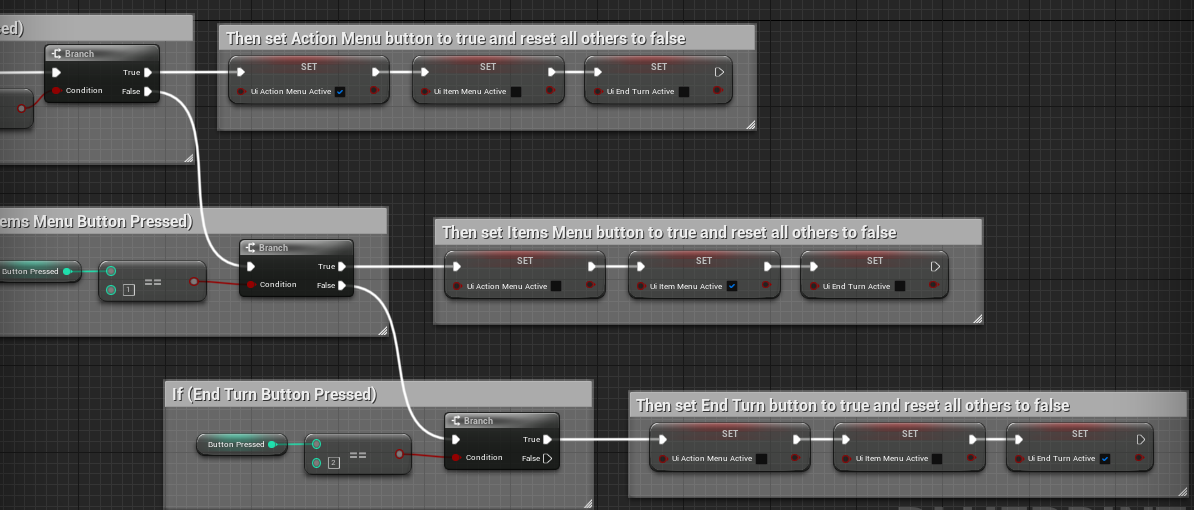 ed)
Then set Action Menu button to true and reset all others to false
Branch
True
Condition
False
SET
Ui Action Menu Active
SET
Ui Item Menu Active
SET
Ui End Turn Active
ems Menu Button Pressed)
Then set Items Menu button to true and reset all others to false
Button Pressed
1
==
Branch
True
Condition
False
SET
Ui Action Menu Active
SET
Ui Item Menu Active
SET
Ui End Turn Active
If (End Turn Button Pressed)
Then set End Turn button to true and reset all others to false
Button Pressed
2
==
Branch
True
Condition
False
SET
Ui Action Menu Active
SET
Ui Item Menu Active
SET
Ui End Turn Active